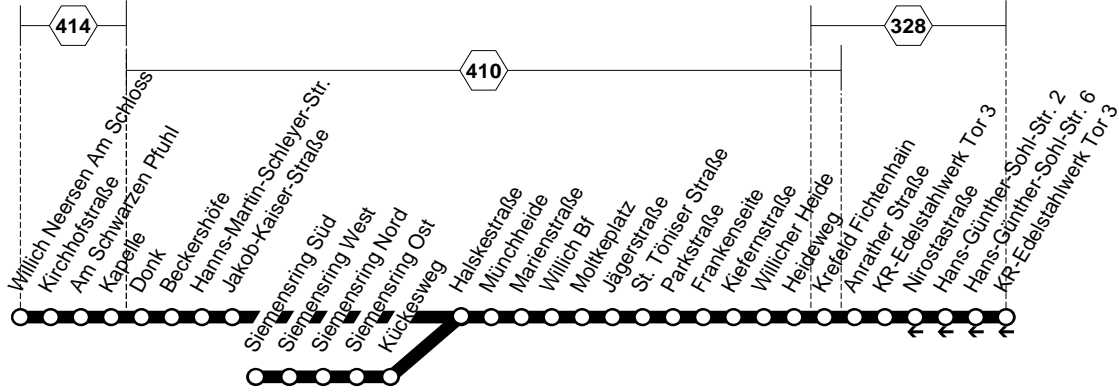 414
328
410
Willich Neersen Am Schloss
Kirchhofstraße
Am Schwarzen Pfuhl
Kapelle
Donk
Beckershöfe
Hanns-Martin-Schleyer-Str.
Jakob-Kaiser-Straße
Siemensring Süd
Siemensring West
Siemensring Nord
Siemensring Ost
Kückesweg
Halskestraße
Münchheide
Marienstraße
Willich Bf
Moltkeplatz
Jägerstraße
St. Töniser Straße
Parkstraße
Frankenseite
Kiefernstraße
Willicher Heide
Heideweg
Krefeld Fichtenhain
Anrather Straße
KR-Edelstahlwerk Tor 3
Nirostastraße
Hans-Günther-Sohl-Str. 2
Hans-Günther-Sohl-Str. 6
KR-Edelstahlwerk Tor 3